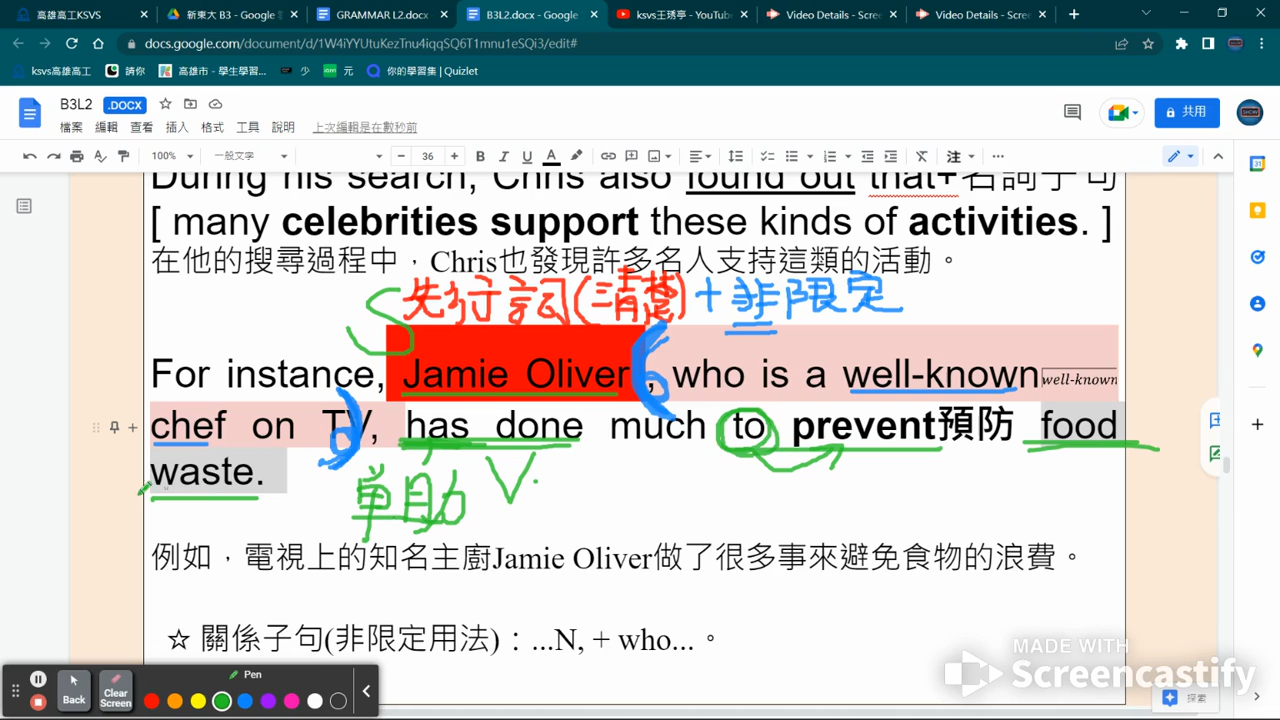 高雄高工KSVS
新東大 B3 - Google
GRAMMAR L2.docx
B3L2.docx - Google
ksvs王琇亭 - YouTube
Video Details - Scree
Video Details - Scree
docs.google.com/document/d/1W4iYYUtuKezTnu4iqqSQ6T1mnu1eSQi3/edit#
ksvs高雄高工
請你
高雄市 - 學生學習...
少
元
你的學習集 | Quizlet
B3L2 .DOCX
共用
檔案 編輯 查看 插入 格式 工具 說明 上次編輯是在數秒前
100% 一般文字 36 B I U A 注
During his search, Chris also found out that+名詞子句
[ many celebrities support these kinds of activities. ]
在他的搜尋過程中，Chris也發現許多名人支持這類的活動。
S 先行詞(清楚)+非限定
For instance, Jamie Oliver , who is a well-known well-known
chef on TV, has done much to prevent預防 food
waste.
單助 V.
例如，電視上的知名主廚Jamie Oliver做了很多事來避免食物的浪費。
☆ 關係子句(非限定用法)：...N, + who...。
MADE WITH
Screencastify
Pen
Back
Clear
Screen
探索